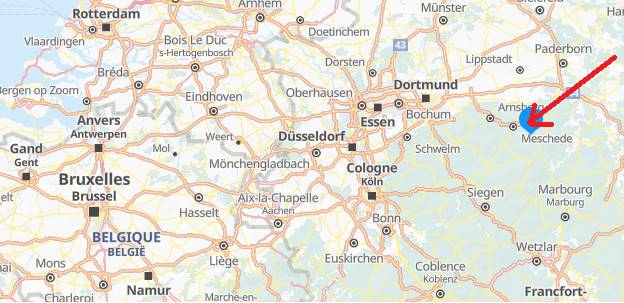 Rotterdam
Vlaardingen
Bois Le Duc
's-Hertogenbosch
Arnhem
Doetinchem
Münster
43
Dorsten
Lippstadt
Paderborn
Bréda
Bergen op Zoom
Eindhoven
Oberhausen
Dortmund
44
Essen
Bochum
Meschede
Anvers
Antwerpen
Weert
Mol
Düsseldorf
Schwelm
Gand
Gent
Mönchengladbach
Cologne
Köln
Bruxelles
Brussel
Hasselt
Aix-la-Chapelle
Aachen
Siegen
Marbourg
Marburg
Bonn
BELGIQUE
BELGIË
Liège
Euskirchen
Wetzlar
Mons
Coblence
Koblenz
Namur
Charleroi
Marche-en-
Francfort-